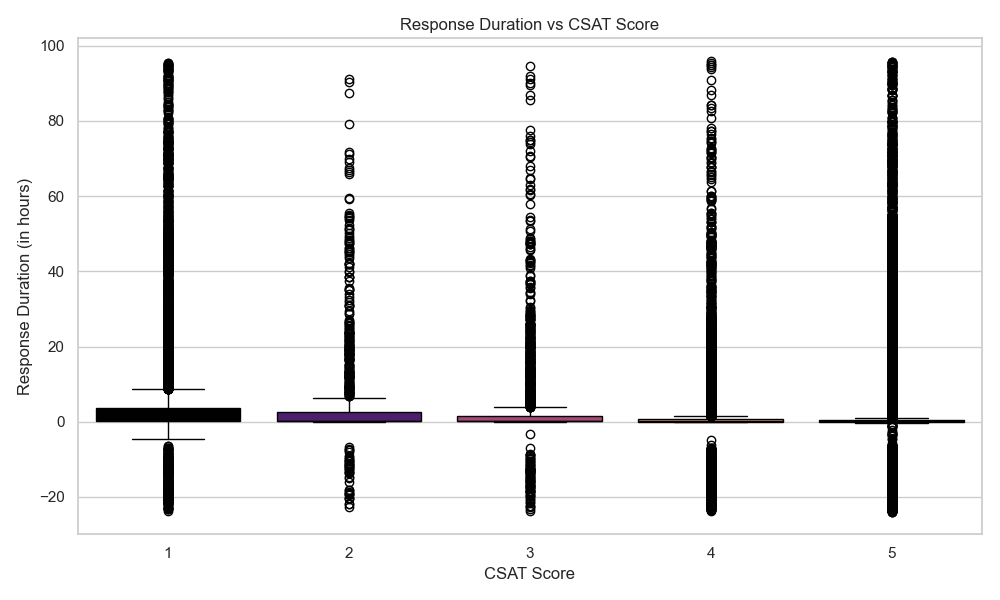 Response Duration vs CSAT Score
Response Duration (in hours)
100
80
60
40
20
0
−20
1 2 3 4 5
CSAT Score